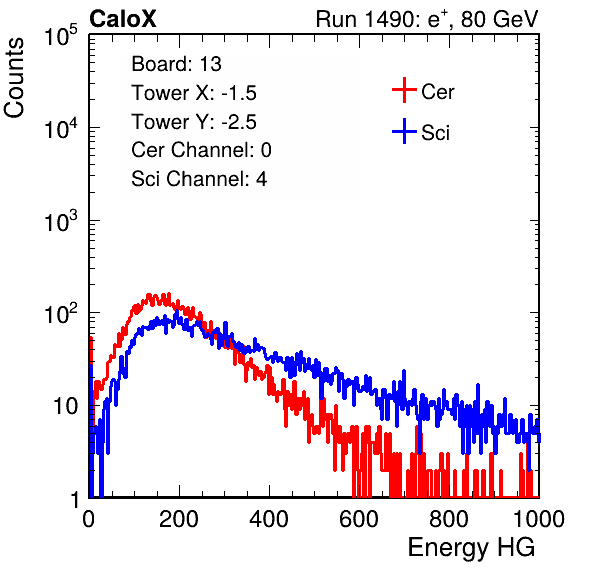 CaloX Run 1490: e⁺, 80 GeV
Counts
Board: 13
Tower X: -1.5
Tower Y: -2.5
Cer Channel: 0
Sci Channel: 4
Cer
Sci
10⁵
10⁴
10³
10²
10
1
0 200 400 600 800 1000
Energy HG